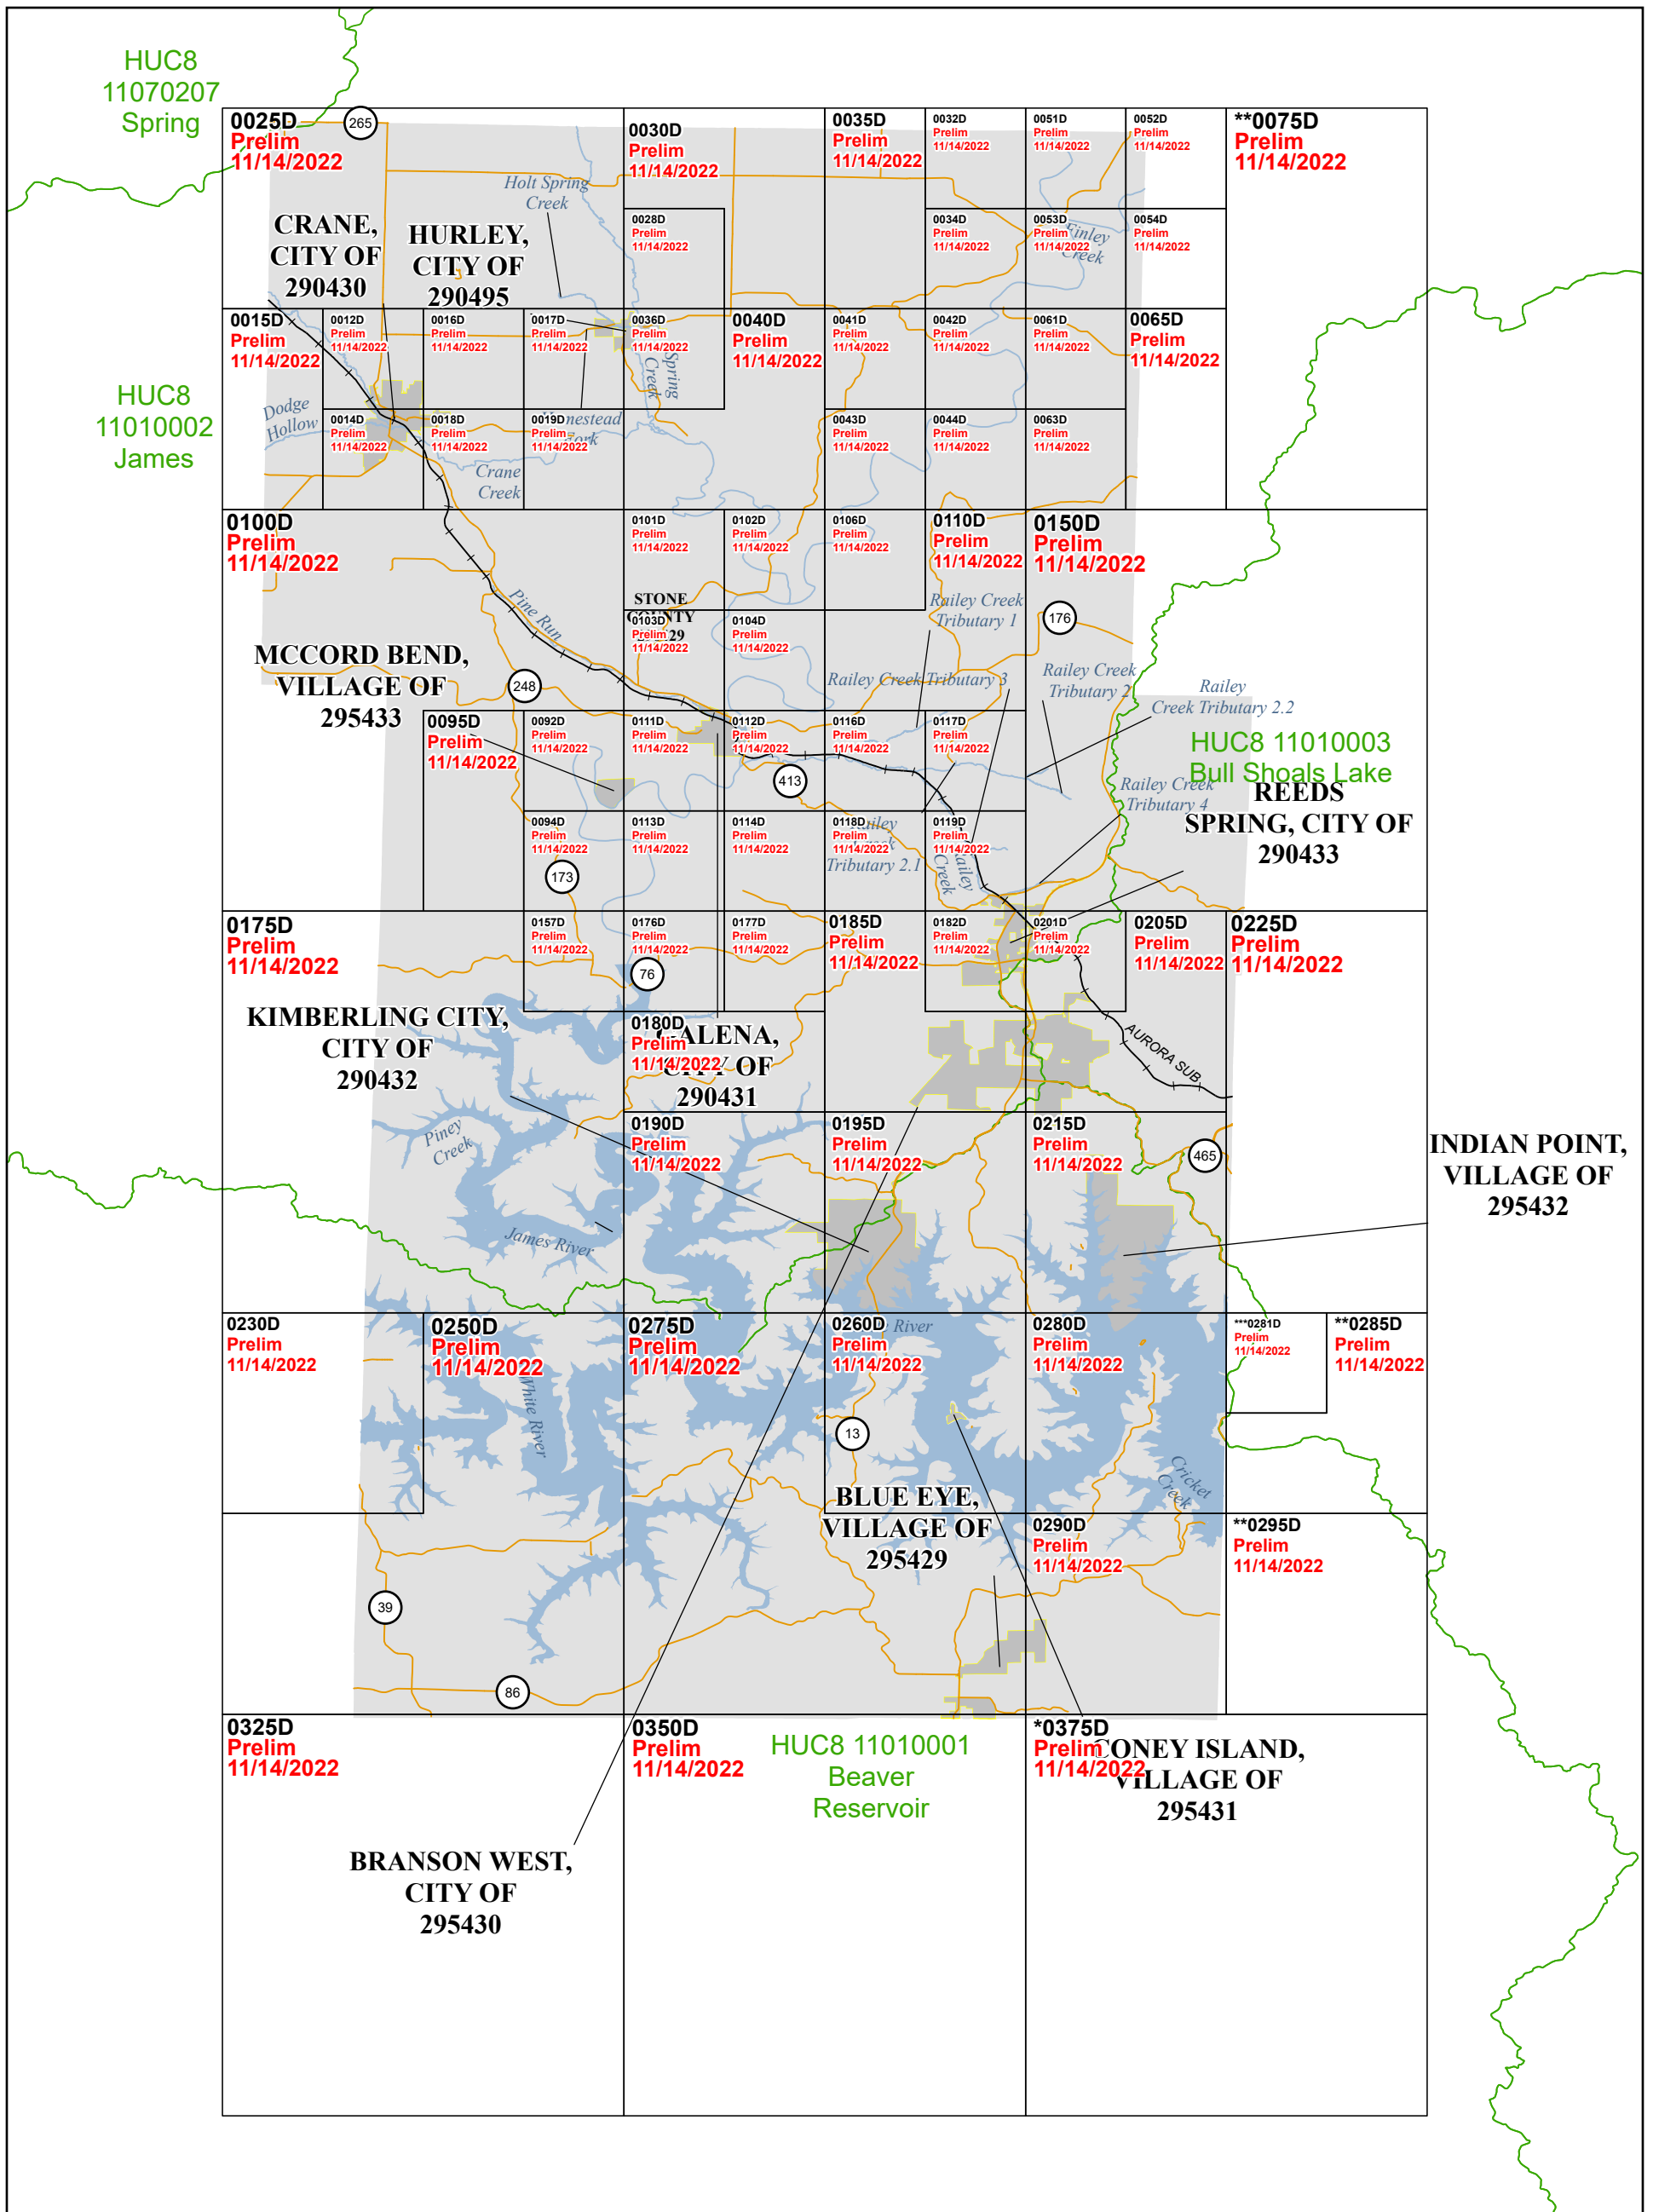 HUC8
11070207
Spring
0025D
Prelim
11/14/2022
265
0030D
Prelim
11/14/2022
0035D
Prelim
11/14/2022
0032D
Prelim
11/14/2022
0051D
Prelim
11/14/2022
0052D
Prelim
11/14/2022
**0075D
Prelim
11/14/2022
Holt Spring
Creek
CRANE,
CITY OF
290430
HURLEY,
CITY OF
290495
0028D
Prelim
11/14/2022
0034D
Prelim
11/14/2022
0053D
Prelim
11/14/2022
Finley
Creek
0054D
Prelim
11/14/2022
0015D
Prelim
11/14/2022
0012D
Prelim
11/14/2022
0016D
Prelim
11/14/2022
0017D
Prelim
11/14/2022
0036D
Prelim
11/14/2022
Spring
Creek
0040D
Prelim
11/14/2022
0041D
Prelim
11/14/2022
0042D
Prelim
11/14/2022
0061D
Prelim
11/14/2022
0065D
Prelim
11/14/2022
HUC8
11010002
James
Dodge
Hollow
0014D
Prelim
11/14/2022
0018D
Prelim
11/14/2022
0019D
Prelim
11/14/2022
Crane
Creek
0043D
Prelim
11/14/2022
0044D
Prelim
11/14/2022
0063D
Prelim
11/14/2022
0100D
Prelim
11/14/2022
0101D
Prelim
11/14/2022
0102D
Prelim
11/14/2022
0106D
Prelim
11/14/2022
0110D
Prelim
11/14/2022
0150D
Prelim
11/14/2022
Pine Run
STONE
COUNTY
0103D
Prelim
11/14/2022
0104D
Prelim
11/14/2022
Railey Creek
Tributary 1
176
MCCORD BEND,
VILLAGE OF
295433
248
Railey Creek Tributary 3
Railey Creek
Tributary 2
Railey
Creek Tributary 2.2
0095D
Prelim
11/14/2022
0092D
Prelim
11/14/2022
0111D
Prelim
11/14/2022
0112D
Prelim
11/14/2022
0116D
Prelim
11/14/2022
0117D
Prelim
11/14/2022
413
HUC8 11010003
Bull Shoals Lake
Railey Creek
Tributary 4
REEDS
SPRING, CITY OF
290433
0094D
Prelim
11/14/2022
0113D
Prelim
11/14/2022
0114D
Prelim
11/14/2022
0118D
Prelim
11/14/2022
Railey
Creek
Tributary 2.1
0119D
Prelim
11/14/2022
Railey
Creek
173
0175D
Prelim
11/14/2022
0157D
Prelim
11/14/2022
0176D
Prelim
11/14/2022
0177D
Prelim
11/14/2022
0185D
Prelim
11/14/2022
0182D
Prelim
11/14/2022
0201D
Prelim
11/14/2022
0205D
Prelim
11/14/2022
0225D
Prelim
11/14/2022
76
KIMBERLING CITY,
CITY OF
290432
0180D
Prelim
11/14/2022
GALENA,
CITY OF
290431
AURORA SUB
Piney
Creek
0190D
Prelim
11/14/2022
0195D
Prelim
11/14/2022
0215D
Prelim
11/14/2022
465
INDIAN POINT,
VILLAGE OF
295432
James River
0230D
Prelim
11/14/2022
0250D
Prelim
11/14/2022
0275D
Prelim
11/14/2022
0260D
Prelim
11/14/2022
River
0280D
Prelim
11/14/2022
***0281D
Prelim
11/14/2022
**0285D
Prelim
11/14/2022
White River
13
Cricket
Creek
BLUE EYE,
VILLAGE OF
295429
0290D
Prelim
11/14/2022
**0295D
Prelim
11/14/2022
39
86
0325D
Prelim
11/14/2022
0350D
Prelim
11/14/2022
HUC8 11010001
Beaver
Reservoir
*0375D
Prelim
11/14/2022
CONEY ISLAND,
VILLAGE OF
295431
BRANSON WEST,
CITY OF
295430